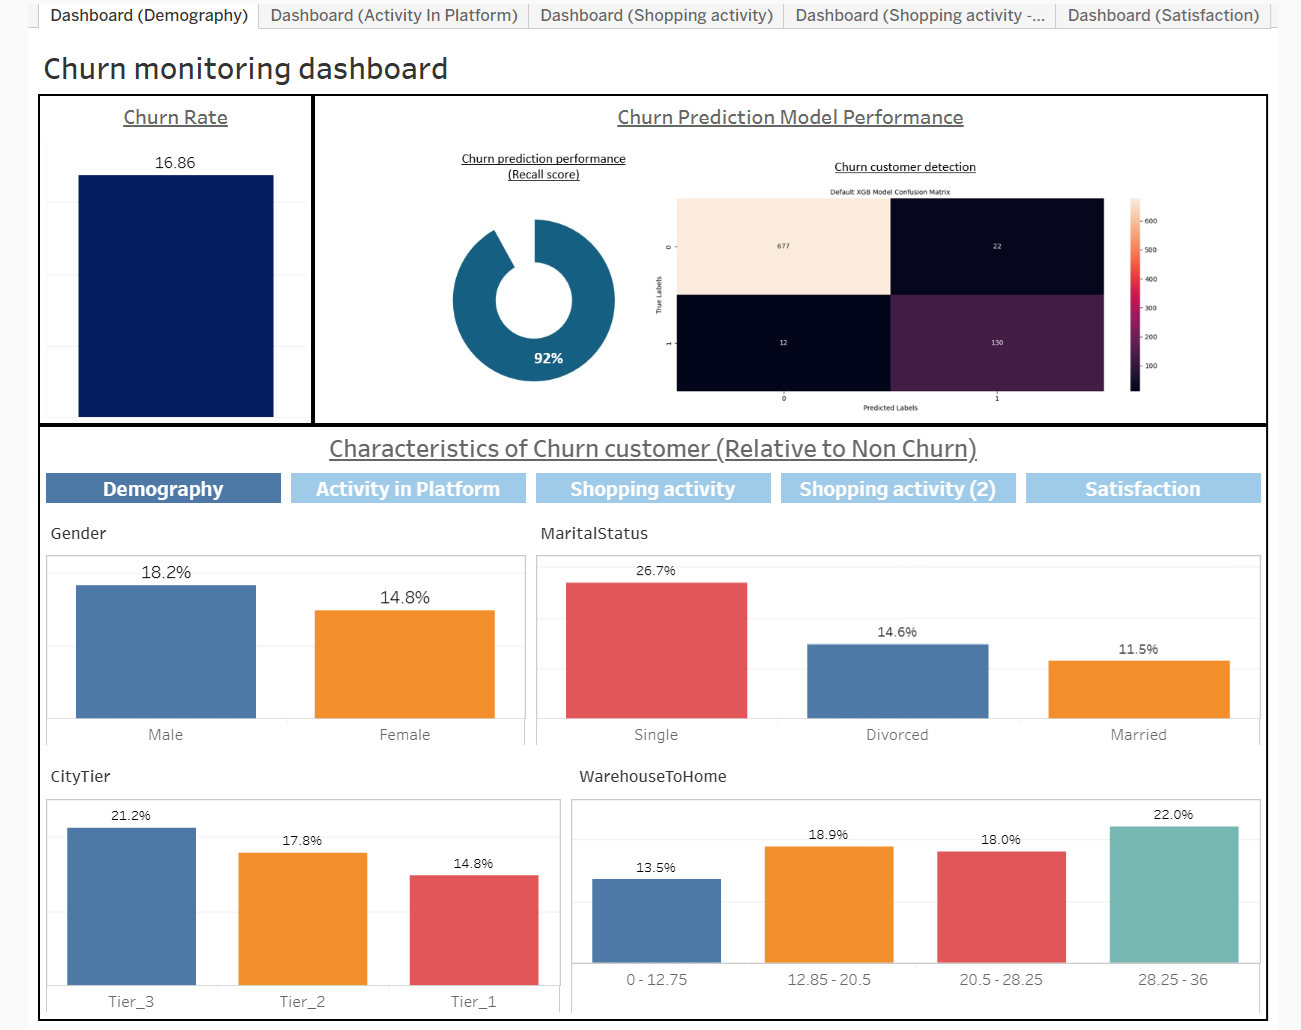 Dashboard (Demography)
Dashboard (Activity In Platform)
Dashboard (Shopping activity)
Dashboard (Shopping activity -...
Dashboard (Satisfaction)
Churn monitoring dashboard
Churn Rate
16.86
Churn Prediction Model Performance
Churn prediction performance
(Recall score)
92%
Churn customer detection
Default XGB Model Confusion Matrix
True Labels
0
1
677
22
12
130
0
1
Predicted Labels
600
500
400
300
200
100
Characteristics of Churn customer (Relative to Non Churn)
Demography
Activity in Platform
Shopping activity
Shopping activity (2)
Satisfaction
Gender
18.2%
14.8%
Male
Female
MaritalStatus
26.7%
14.6%
11.5%
Single
Divorced
Married
CityTier
21.2%
17.8%
14.8%
Tier_3
Tier_2
Tier_1
WarehouseToHome
13.5%
18.9%
18.0%
22.0%
0 - 12.75
12.85 - 20.5
20.5 - 28.25
28.25 - 36